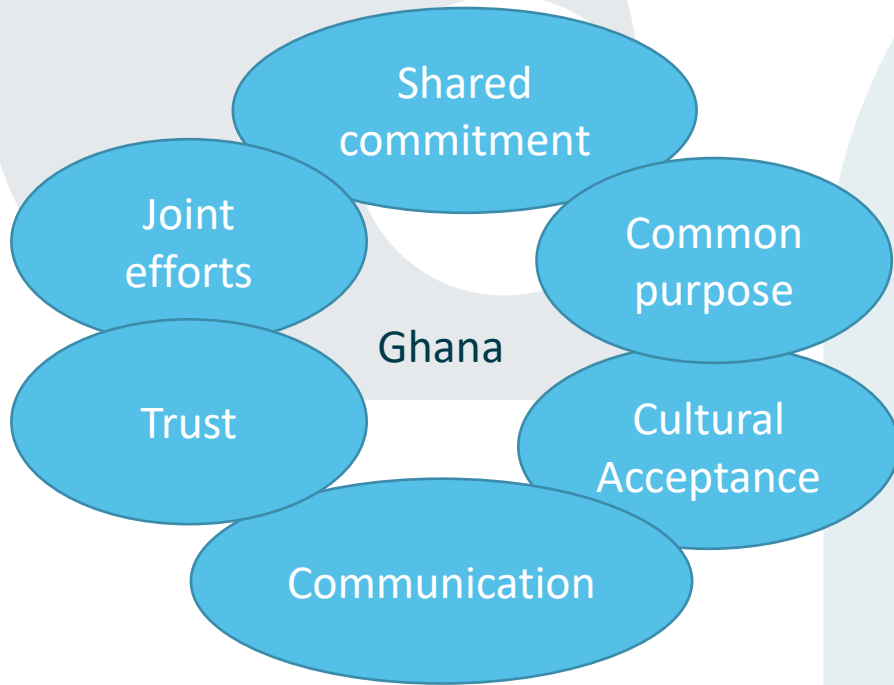 Shared
commitment
Joint
efforts
Common
purpose
Ghana
Trust
Cultural
Acceptance
Communication